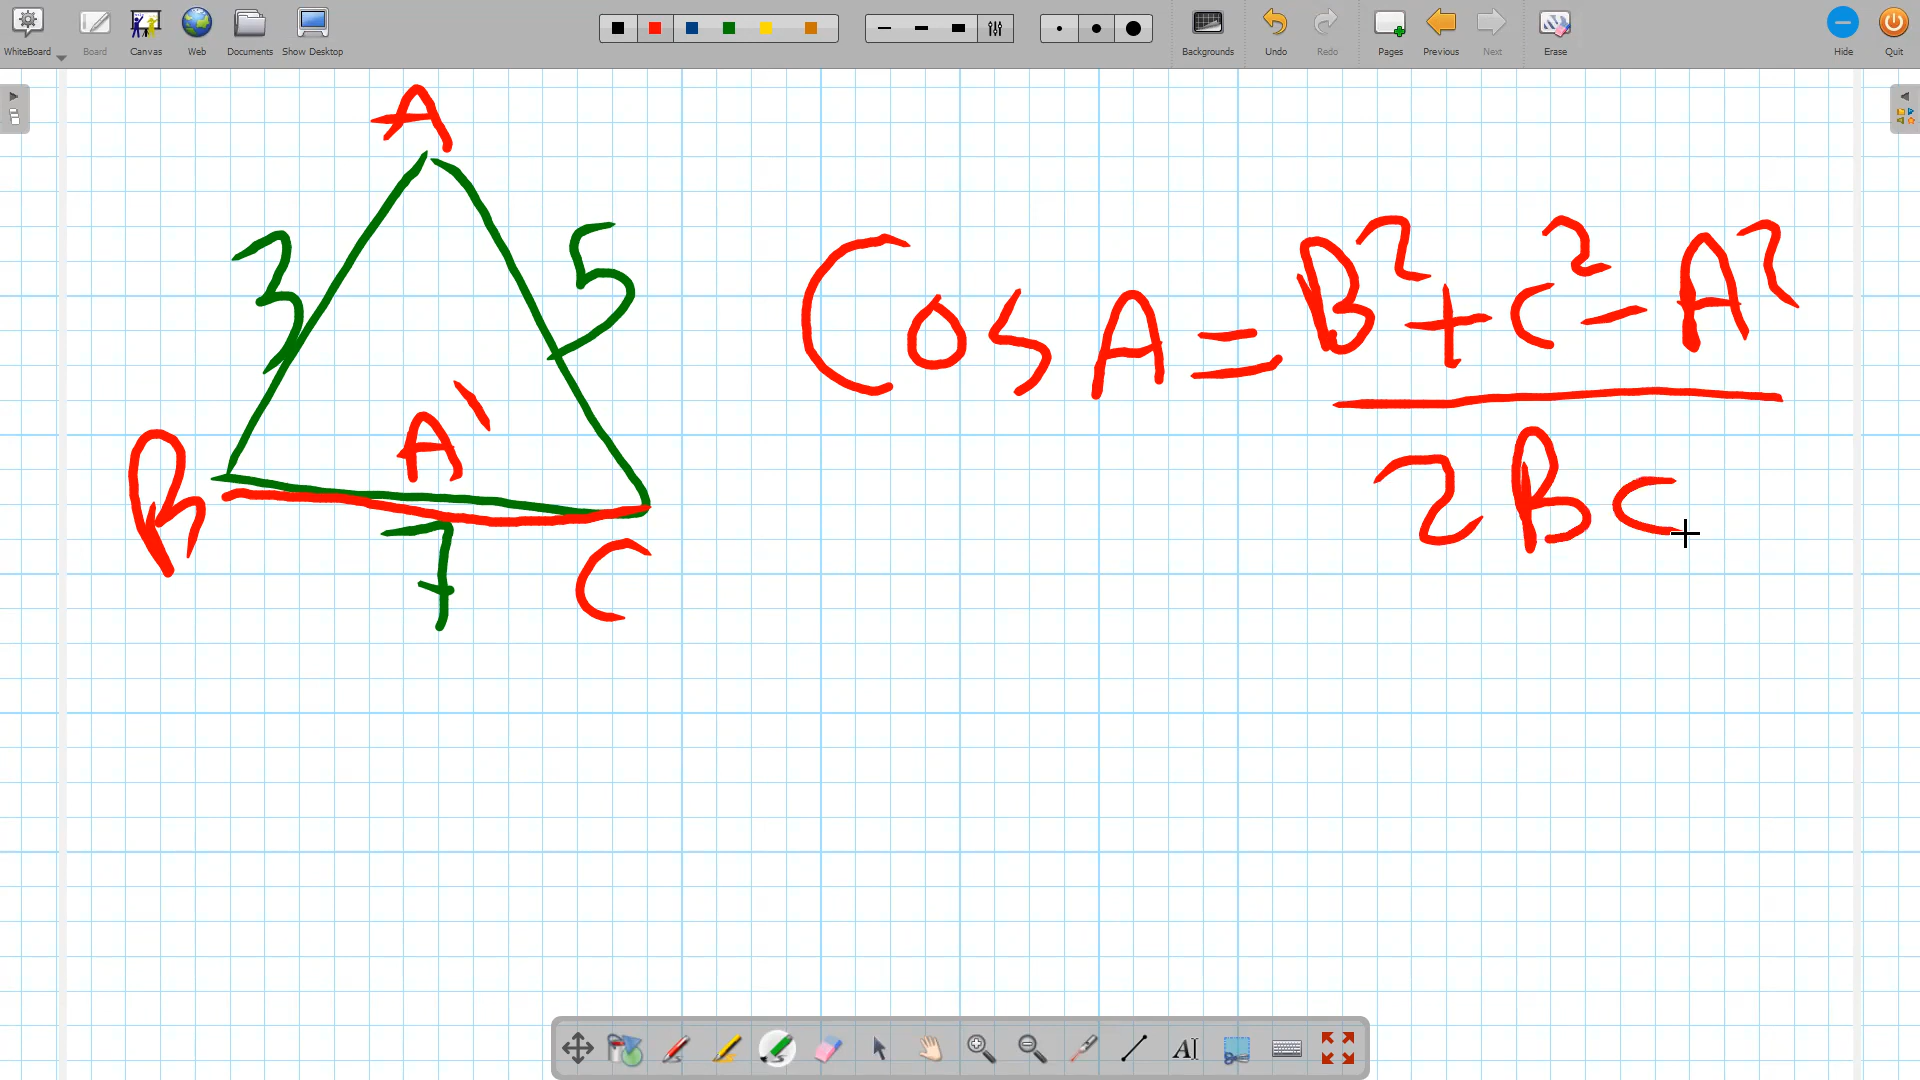 WhiteBoard Board Canvas Web Documents Show Desktop Backgrounds Undo Redo Pages Previous Next Erase Hide Quit
A
3 5
Cos A = B² + C² - A²
2 B C
A'
B
7
C
A